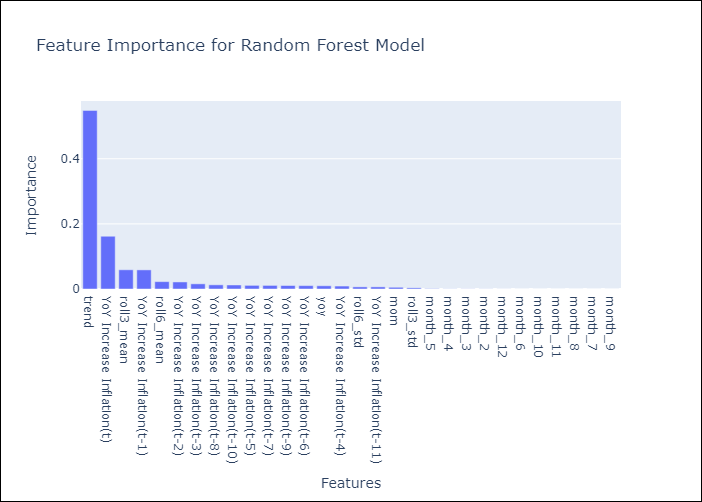 Feature Importance for Random Forest Model
Importance
0.4
0.2
0
trend
YoY Increase Inflation(t)
roll3_mean
YoY Increase Inflation(t-1)
roll6_mean
YoY Increase Inflation(t-2)
YoY Increase Inflation(t-3)
YoY Increase Inflation(t-8)
YoY Increase Inflation(t-10)
YoY Increase Inflation(t-5)
YoY Increase Inflation(t-7)
YoY Increase Inflation(t-9)
YoY Increase Inflation(t-6)
yoy
YoY Increase Inflation(t-4)
roll6_std
YoY Increase Inflation(t-11)
mom
roll3_std
month_5
month_4
month_3
month_2
month_12
month_6
month_10
month_11
month_8
month_7
month_9
Features